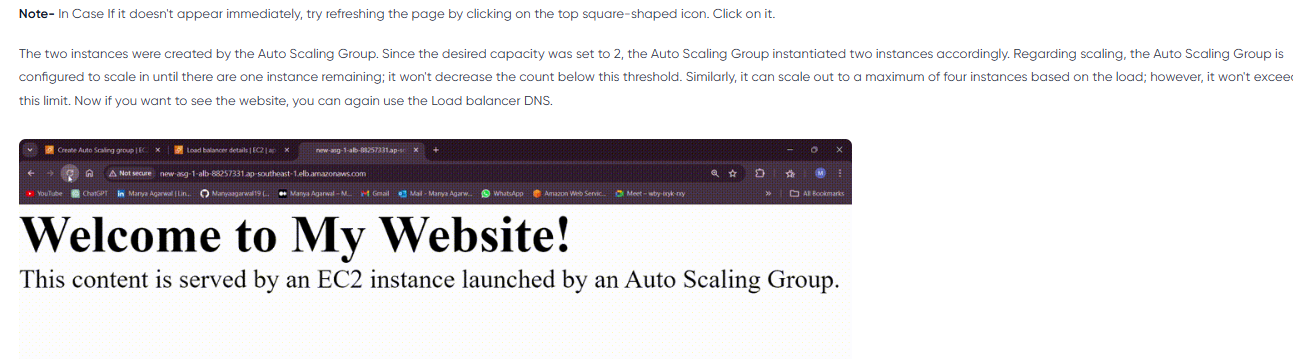 Note- In Case If it doesn't appear immediately, try refreshing the page by clicking on the top square-shaped icon. Click on it.
The two instances were created by the Auto Scaling Group. Since the desired capacity was set to 2, the Auto Scaling Group instantiated two instances accordingly. Regarding scaling, the Auto Scaling Group is
configured to scale in until there are one instance remaining; it won't decrease the count below this threshold. Similarly, it can scale out to a maximum of four instances based on the load; however, it won't excee
this limit. Now if you want to see the website, you can again use the Load balancer DNS.
Create Auto Scaling group | EC Load balancer details | EC2 | ap- new-asg-1-alb-88257331.ap-s
Not secure new-asg-1-alb-88257331.ap-southeast-1.elb.amazonaws.com
YouTube ChatGPT Manya Agarwal | Lin... Manyaagarwal19 (... Manya Agarwal – M... Gmail Mail - Manya Agarw... WhatsApp Amazon Web Servic... Meet – All Bookmarks
Welcome to My Website!
This content is served by an EC2 instance launched by an Auto Scaling Group.